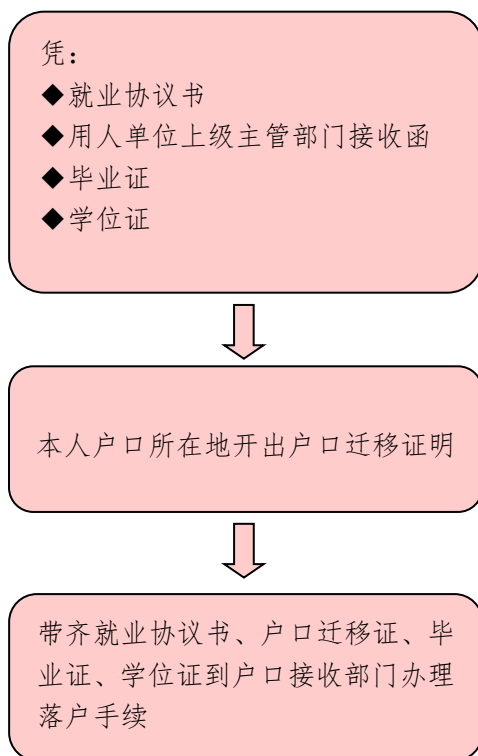 凭：
◆就业协议书
◆用人单位上级主管部门接收函
◆毕业证
◆学位证
本人户口所在地开出户口迁移证明
带齐就业协议书、户口迁移证、毕
业证、学位证到户口接收部门办理
落户手续